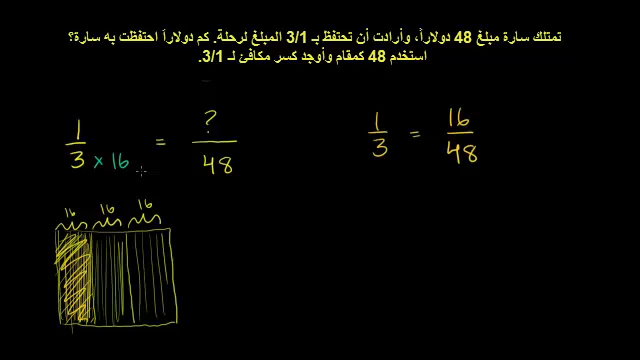 تمتلك سارة مبلغ 48 دولاراً، وأرادت أن تحتفظ بـ 3/1 المبلغ لرحلة. كم دولاراً احتفظت به سارة؟
استخدم 48 كمقام وأوجد كسر مكافئ لـ 3/1.
1/3 × 16 = ?/48
1/3 = 16/48
16 16 16